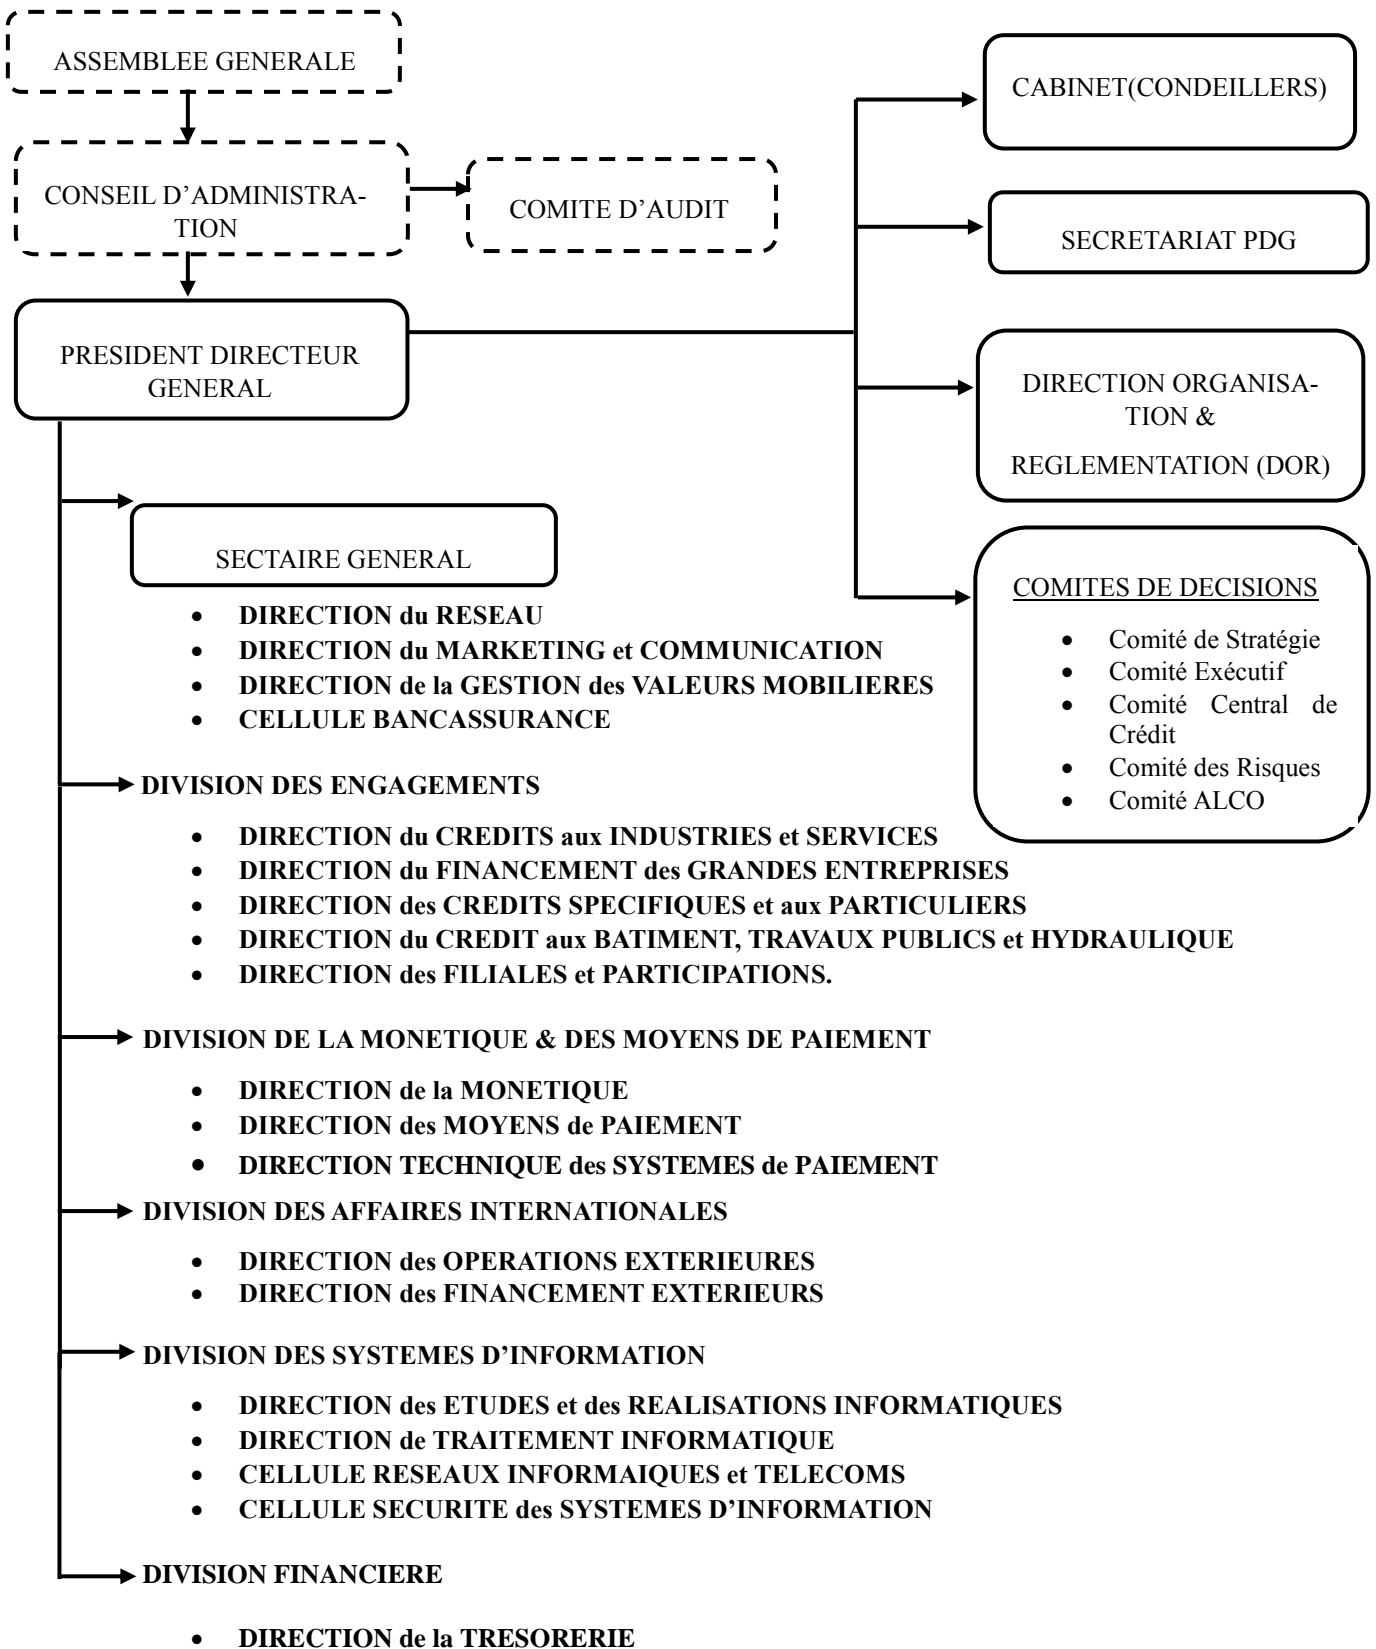 ASSEMBLEE GENERALE
CONSEIL D’ADMINISTRA-
TION
COMITE D’AUDIT
PRESIDENT DIRECTEUR
GENERAL
CABINET(CONDEILLERS)
SECRETARIAT PDG
DIRECTION ORGANISA-
TION &
REGLEMENTATION (DOR)
COMITES DE DECISIONS
• Comité de Stratégie
• Comité Exécutif
• Comité Central de
Crédit
• Comité des Risques
• Comité ALCO
SECTAIRE GENERAL
• DIRECTION du RESEAU
• DIRECTION du MARKETING et COMMUNICATION
• DIRECTION de la GESTION des VALEURS MOBILIERES
• CELLULE BANCASSURANCE
DIVISION DES ENGAGEMENTS
• DIRECTION du CREDITS aux INDUSTRIES et SERVICES
• DIRECTION du FINANCEMENT des GRANDES ENTREPRISES
• DIRECTION des CREDITS SPECIFIQUES et aux PARTICULIERS
• DIRECTION du CREDIT aux BATIMENT, TRAVAUX PUBLICS et HYDRAULIQUE
• DIRECTION des FILIALES et PARTICIPATIONS.
DIVISION DE LA MONETIQUE & DES MOYENS DE PAIEMENT
• DIRECTION de la MONETIQUE
• DIRECTION des MOYENS de PAIEMENT
• DIRECTION TECHNIQUE des SYSTEMES de PAIEMENT
DIVISION DES AFFAIRES INTERNATIONALES
• DIRECTION des OPERATIONS EXTERIEURES
• DIRECTION des FINANCEMENT EXTERIEURS
DIVISION DES SYSTEMES D’INFORMATION
• DIRECTION des ETUDES et des REALISATIONS INFORMATIQUES
• DIRECTION de TRAITEMENT INFORMATIQUE
• CELLULE RESEAUX INFORMAIQUES et TELECOMS
• CELLULE SECURITE des SYSTEMES D’INFORMATION
DIVISION FINANCIERE
• DIRECTION de la TRESORERIE